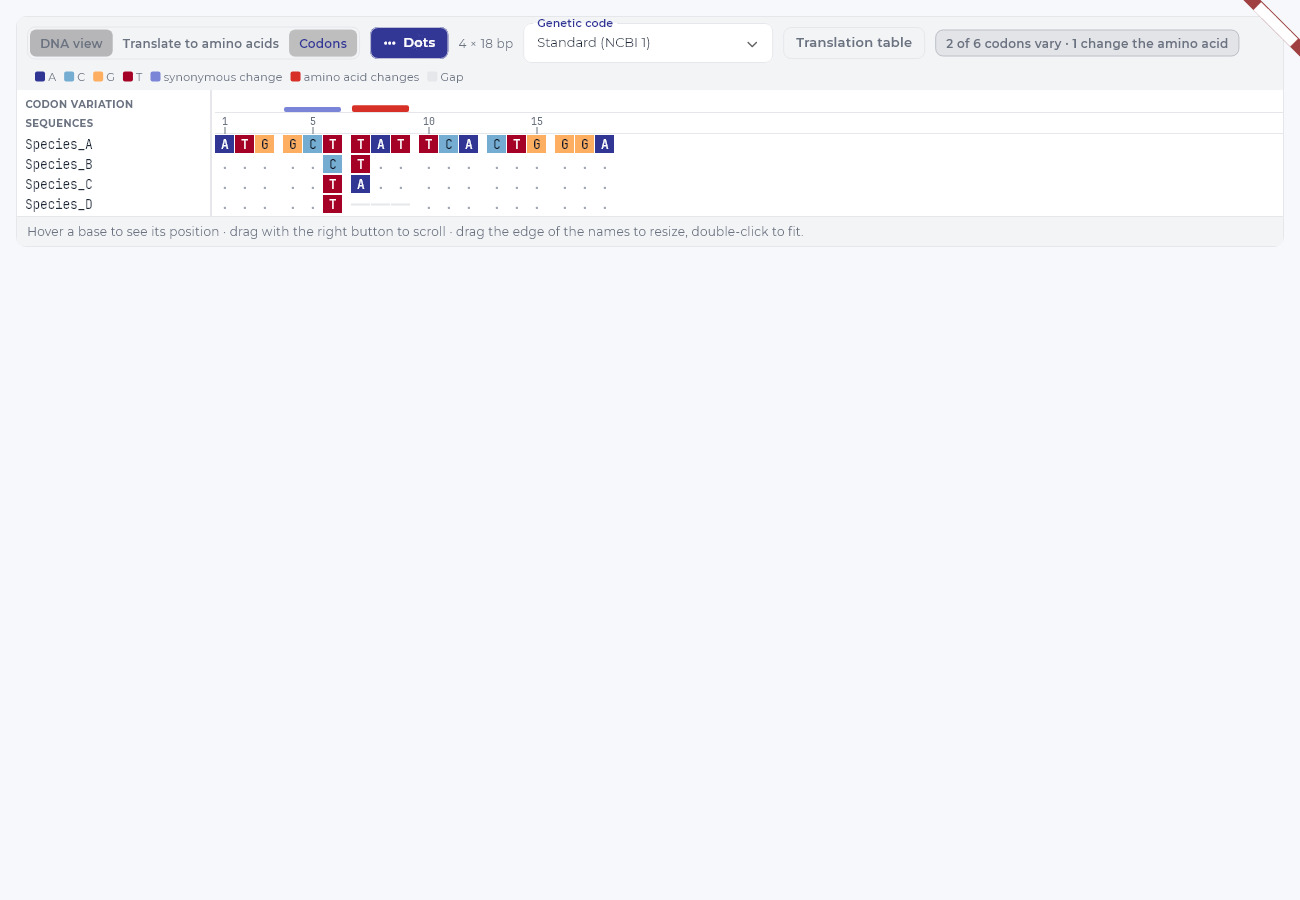 Genetic code
DNA view Translate to amino acids Codons ··· Dots 4 × 18 bp Standard (NCBI 1) Translation table 2 of 6 codons vary · 1 change the amino acid
A C G T synonymous change amino acid changes Gap
CODON VARIATION
SEQUENCES 1 5 10 15
Species_A A T G G C T T A T T C A C T G G G A
Species_B . . . . . C T . . . . . . . . . . .
Species_C . . . . . T A . . . . . . . . . . .
Species_D . . . . . T — — — . . . . . . . . .
Hover a base to see its position · drag with the right button to scroll · drag the edge of the names to resize, double-click to fit.